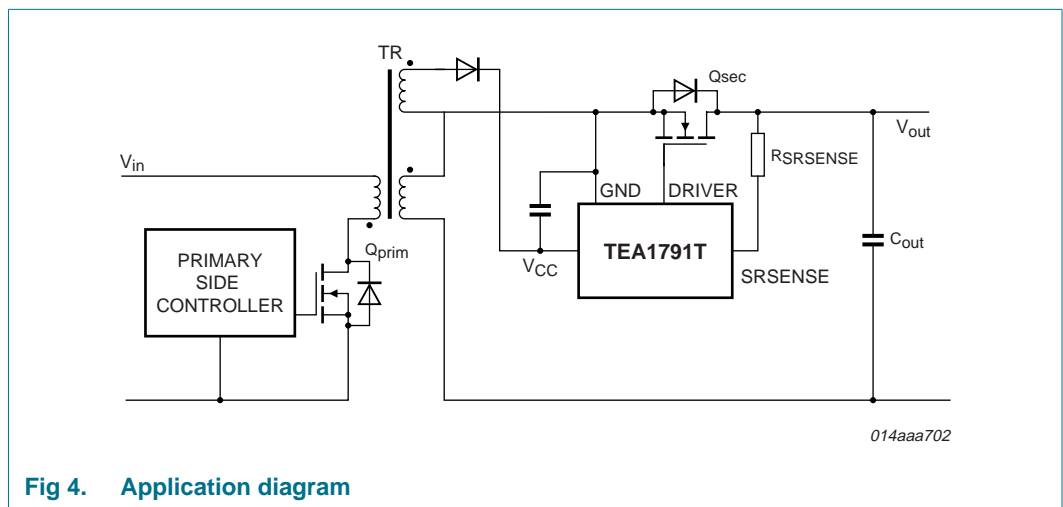 TR
Qsec
Vout
Vin
RSRSENSE
GND DRIVER
TEA1791T
VCC
SRSENSE
Cout
Qprim
PRIMARY
SIDE
CONTROLLER
014aaa702
Fig 4. Application diagram